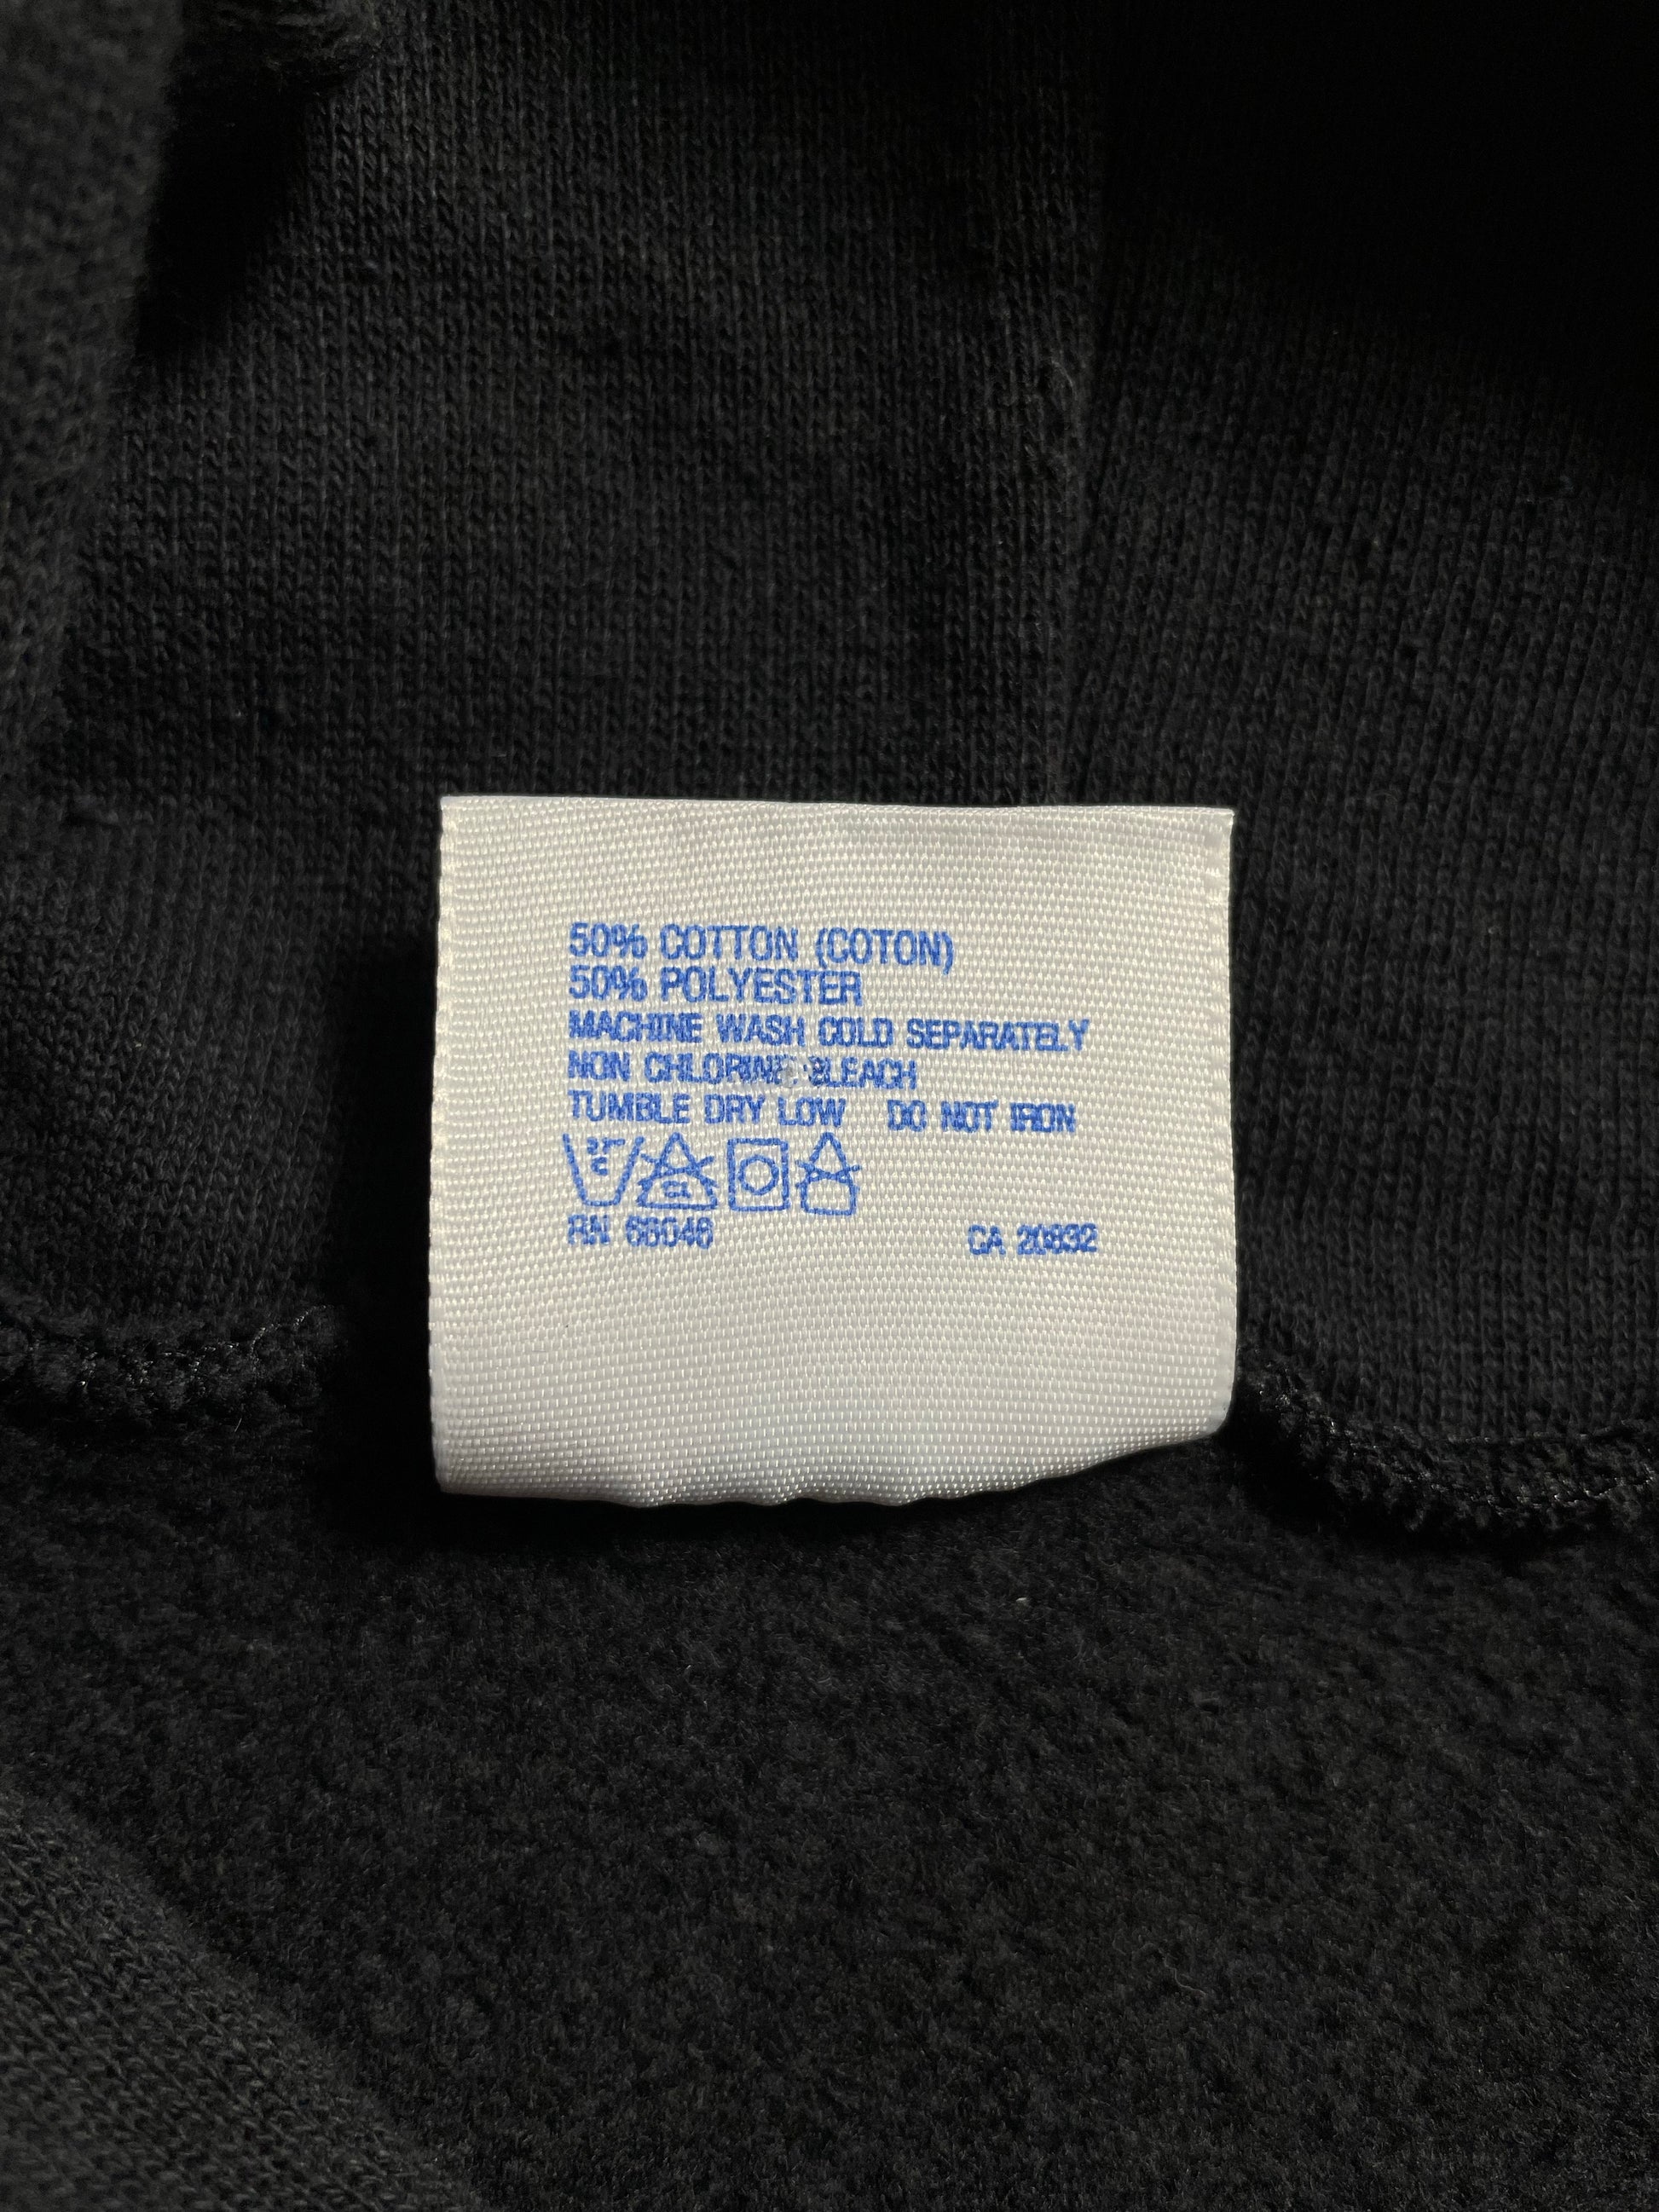 50% COTTON (COTON)
50% POLYESTER
MACHINE WASH COLD SEPARATELY
NON CHLORINE BLEACH
TUMBLE DRY LOW DO NOT IRON
RN 66046 CA 20832